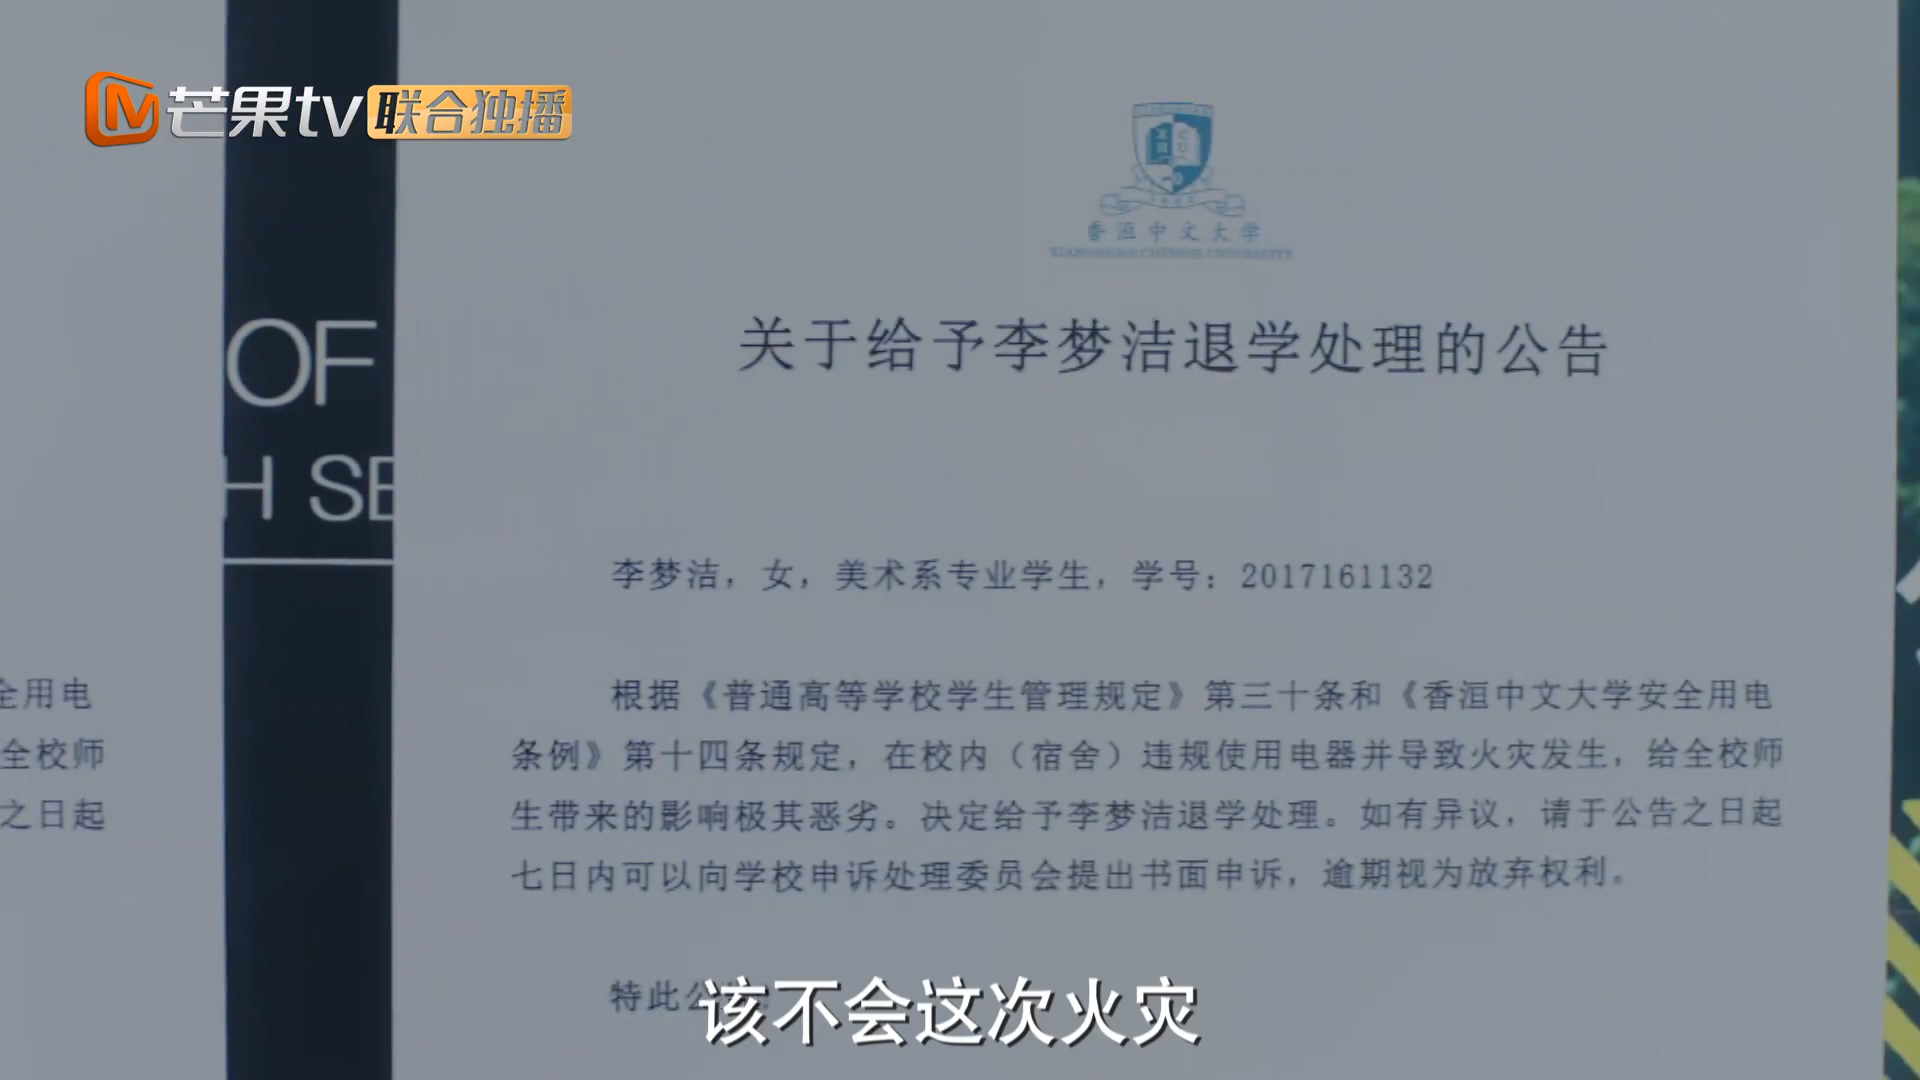 芒果tv 联合独播
香洹中文大学
关于给予李梦洁退学处理的公告
OF
H SE
李梦洁，女，美术系专业学生，学号：2017161132
全用电
全校师
之日起
根据《普通高等学校学生管理规定》第三十条和《香洹中文大学安全用电
条例》第十四条规定，在校内（宿舍）违规使用电器并导致火灾发生，给全校师
生带来的影响极其恶劣。决定给予李梦洁退学处理。如有异议，请于公告之日起
七日内可以向学校申诉处理委员会提出书面申诉，逾期视为放弃权利。
特此公
该不会这次火灾